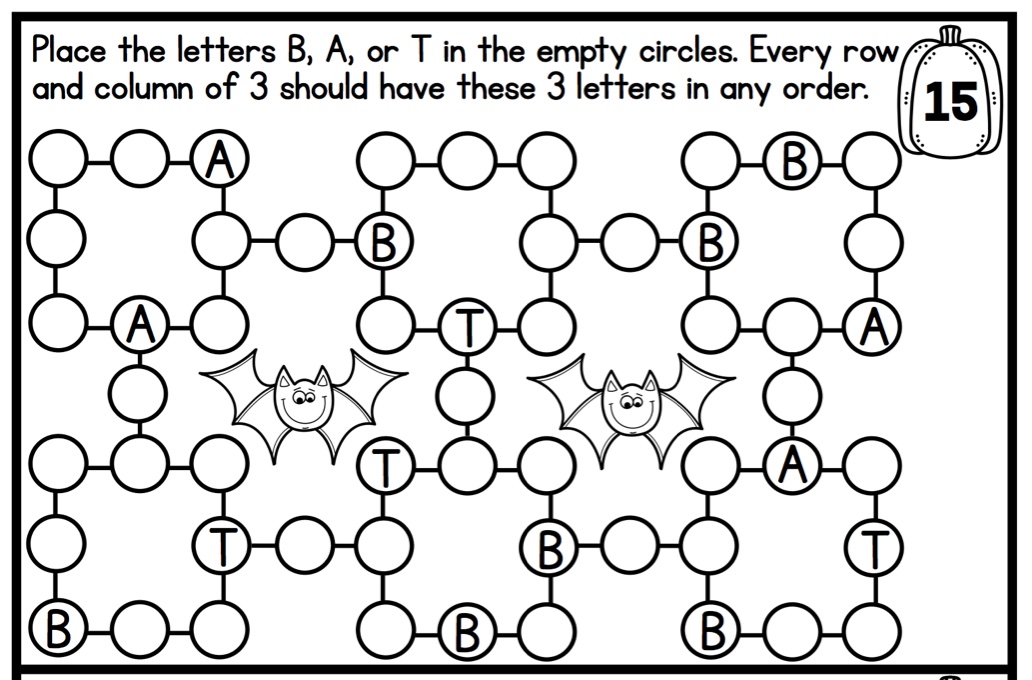 Place the letters B, A, or T in the empty circles. Every row
and column of 3 should have these 3 letters in any order.
15
A B
B B
A T A
T A
T B T
B B B